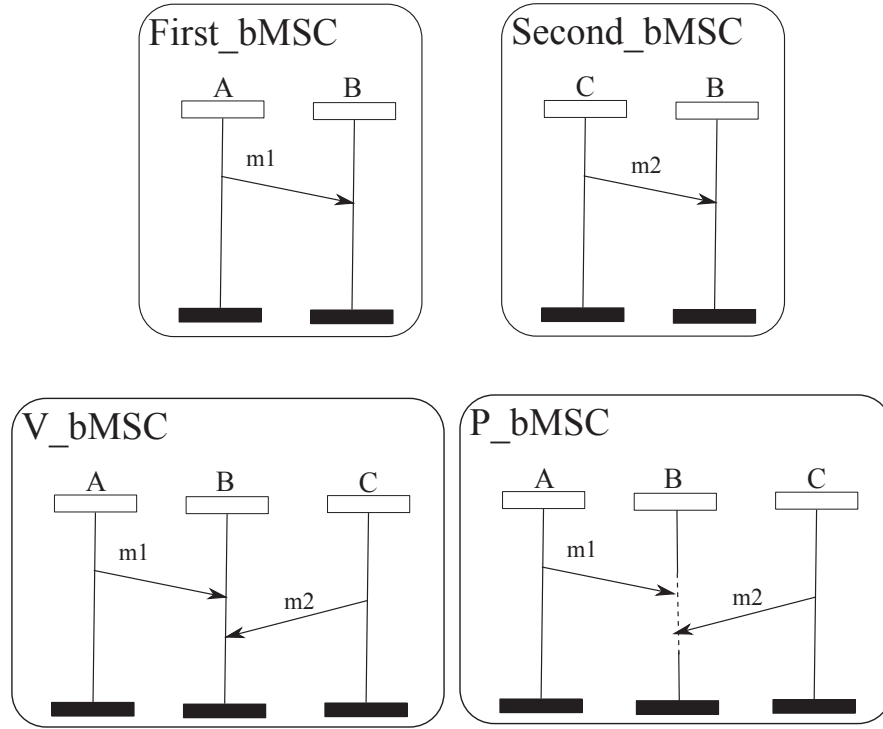 First_bMSC
A B
m1
Second_bMSC
C B
m2
V_bMSC
A B C
m1
m2
P_bMSC
A B C
m1
m2